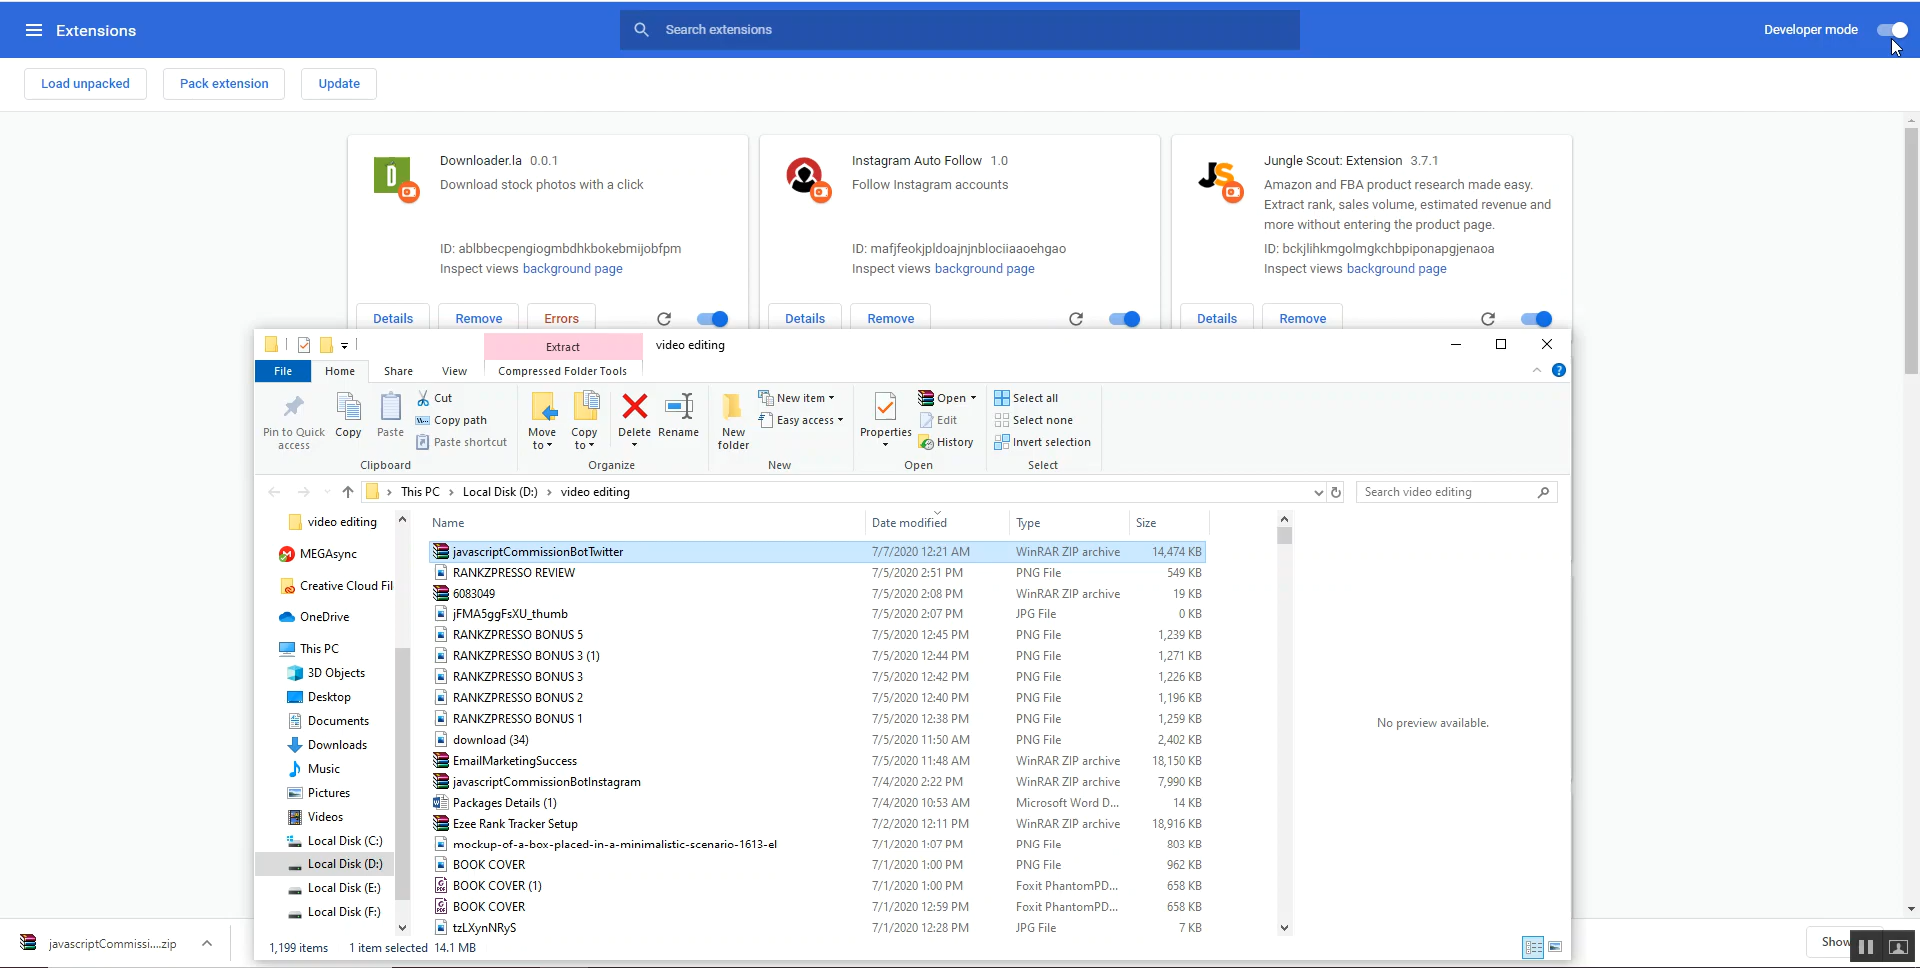 Extensions
Search extensions
Developer mode
Load unpacked
Pack extension
Update
Downloader.la 0.0.1
Download stock photos with a click
ID: ablbbecpengiogmbdhkbokebmijobfpm
Inspect views background page
Details
Remove
Errors
Instagram Auto Follow 1.0
Follow Instagram accounts
ID: mafjfeokjpldoajnjnblociiaaoehgao
Inspect views background page
Details
Remove
JS
Jungle Scout: Extension 3.7.1
Amazon and FBA product research made easy.
Extract rank, sales volume, estimated revenue and
more without entering the product page.
ID: bckjlihkmgolmgkchbpiponapgjenaoa
Inspect views background page
Details
Remove
Extract
video editing
File
Home
Share
View
Compressed Folder Tools
Pin to Quick
access
Copy
Paste
Cut
Copy path
Paste shortcut
Clipboard
Move
to
Copy
to
Delete
Rename
Organize
New
folder
New item
Easy access
New
Properties
Open
Edit
History
Open
Select all
Select none
Invert selection
Select
This PC > Local Disk (D:) > video editing
Search video editing
video editing
MEGAsync
Creative Cloud Fil
OneDrive
This PC
3D Objects
Desktop
Documents
Downloads
Music
Pictures
Videos
Local Disk (C:)
Local Disk (D:)
Local Disk (E:)
Local Disk (F:)
Name Date modified Type Size
javascriptCommissionBotTwitter 7/7/2020 12:21 AM WinRAR ZIP archive 14,474 KB
RANKZPRESSO REVIEW 7/5/2020 2:51 PM PNG File 549 KB
6083049 7/5/2020 2:08 PM WinRAR ZIP archive 19 KB
jFMA5ggFsXU_thumb 7/5/2020 2:07 PM JPG File 0 KB
RANKZPRESSO BONUS 5 7/5/2020 12:45 PM PNG File 1,239 KB
RANKZPRESSO BONUS 3 (1) 7/5/2020 12:44 PM PNG File 1,271 KB
RANKZPRESSO BONUS 3 7/5/2020 12:42 PM PNG File 1,226 KB
RANKZPRESSO BONUS 2 7/5/2020 12:40 PM PNG File 1,196 KB
RANKZPRESSO BONUS 1 7/5/2020 12:38 PM PNG File 1,259 KB
download (34) 7/5/2020 11:50 AM PNG File 2,402 KB
EmailMarketingSuccess 7/5/2020 11:48 AM WinRAR ZIP archive 18,150 KB
javascriptCommissionBotInstagram 7/4/2020 2:22 PM WinRAR ZIP archive 7,990 KB
Packages Details (1) 7/4/2020 10:53 AM Microsoft Word D... 14 KB
Ezee Rank Tracker Setup 7/2/2020 12:11 PM WinRAR ZIP archive 18,916 KB
mockup-of-a-box-placed-in-a-minimalistic-scenario-1613-el 7/1/2020 1:07 PM PNG File 803 KB
BOOK COVER 7/1/2020 1:00 PM PNG File 962 KB
BOOK COVER (1) 7/1/2020 1:00 PM Foxit PhantomPD... 658 KB
BOOK COVER 7/1/2020 12:59 PM Foxit PhantomPD... 658 KB
tzLXynNRyS 7/1/2020 12:28 PM JPG File 7 KB
No preview available.
1,199 items 1 item selected 14.1 MB
javascriptCommissi....zip
Show